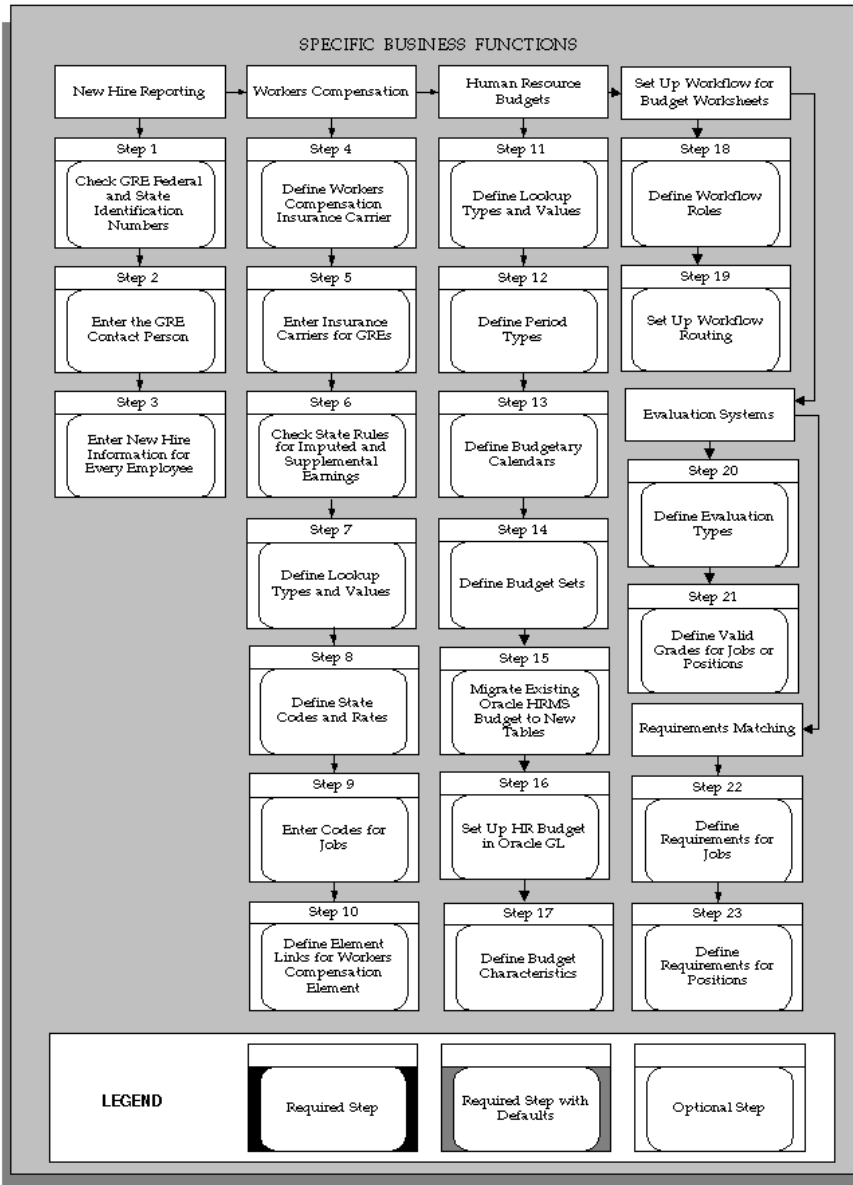 SPECIFIC BUSINESS FUNCTIONS
New Hire Reporting
Step 1
Check GRE Federal
and State
Identification
Numbers
Step 2
Enter the GRE
Contact Person
Step 3
Enter New Hire
Information for
Every Employee
Workers Compensation
Step 4
Define Workers
Compensation
Insurance Carrier
Step 5
Enter Insurance
Carriers for GREs
Step 6
Check State Rules
for Imputed and
Supplemental
Earnings
Step 7
Define Lookup
Types and Values
Step 8
Define State
Codes and Rates
Step 9
Enter Codes for
Jobs
Step 10
Define Element
Links for Workers
Compensation
Element
Human Resource
Budgets
Step 11
Define Lookup
Types and Values
Step 12
Define Period
Types
Step 13
Define Budgetary
Calendars
Step 14
Define Budget Sets
Step 15
Migrate Existing
Oracle HRMS
Budget to New
Tables
Step 16
Set Up HR Budget
in Oracle GL
Step 17
Define Budget
Characteristics
Set Up Workflow for
Budget Worksheets
Step 18
Define Workflow
Roles
Step 19
Set Up Workflow
Routing
Evaluation Systems
Step 20
Define Evaluation
Types
Step 21
Define Valid
Grades for Jobs or
Positions
Requirements Matching
Step 22
Define
Requirements for
Jobs
Step 23
Define
Requirements for
Positions
LEGEND
Required Step
Required Step with
Defaults
Optional Step